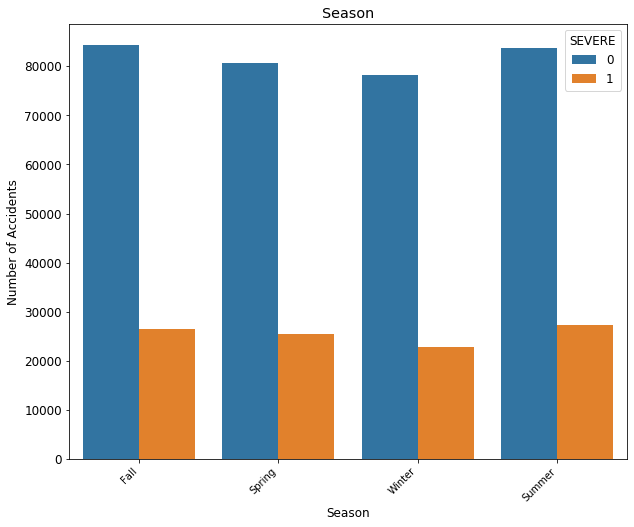 Season
SEVERE
0
1
Number of Accidents
80000
70000
60000
50000
40000
30000
20000
10000
0
Fall
Spring
Winter
Summer
Season